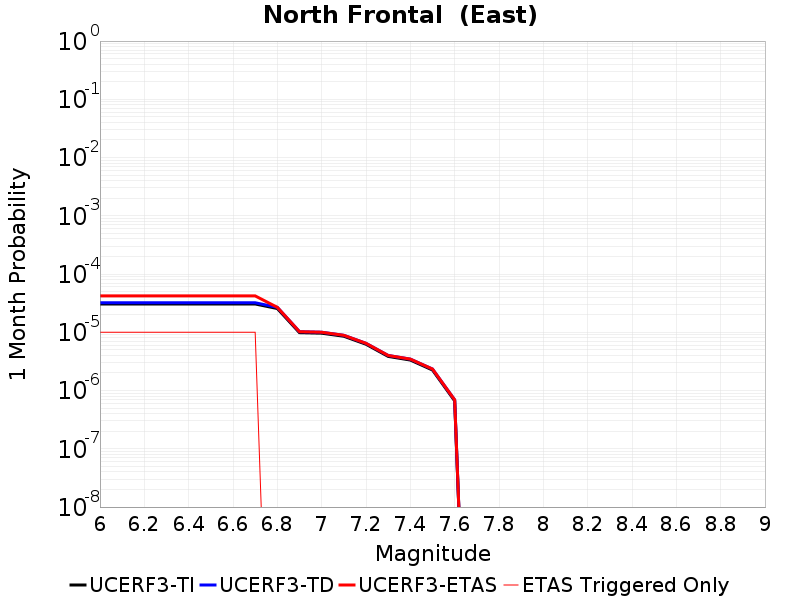 North Frontal  (East)
10^0
10^-1
10^-2
10^-3
10^-4
10^-5
10^-6
10^-7
10^-8
1 Month Probability
6 6.2 6.4 6.6 6.8 7 7.2 7.4 7.6 7.8 8 8.2 8.4 8.6 8.8 9
Magnitude
UCERF3-TI UCERF3-TD UCERF3-ETAS ETAS Triggered Only